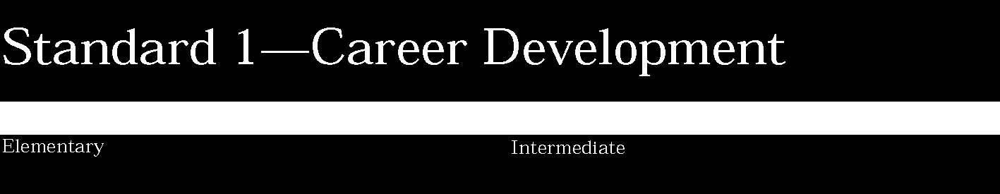 Standard 1—Career Development
Elementary
Intermediate